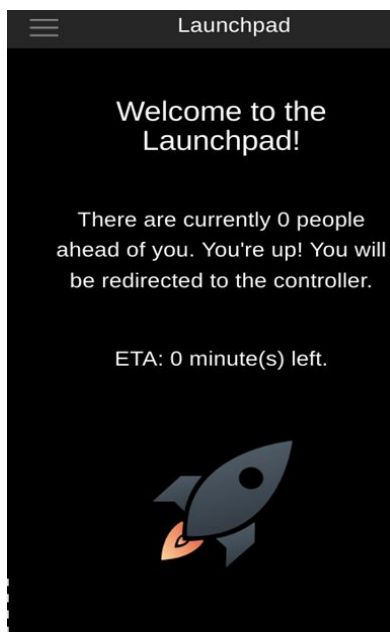 Launchpad
Welcome to the
Launchpad!
There are currently 0 people
ahead of you. You're up! You will
be redirected to the controller.
ETA: 0 minute(s) left.